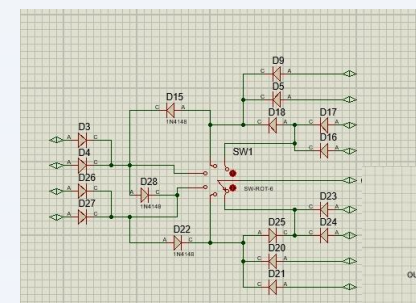 D9
C A
D15
C A
1N4148
D5
C A
D18
C A
D17
C A
D3
A C
D16
C A
SW1
D4
A C
D26
A C
D28
A C
1N4148
SW-ROT-6
D27
A C
D23
C A
D22
A C
1N4148
D25
A C
D24
C A
D20
C A
D21
C A